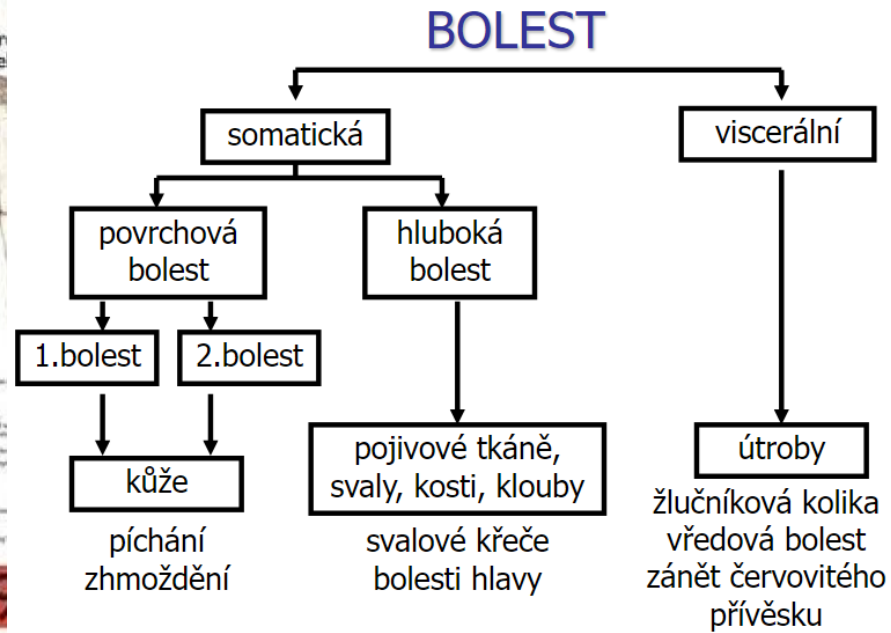 BOLEST
somatická
viscerální
povrchová
bolest
hluboká
bolest
1.bolest
2.bolest
kůže
pojivové tkáně,
svaly, kosti, klouby
útroby
píchání
zhmoždění
svalové křeče
bolesti hlavy
žlučníková kolika
vředová bolest
zánět červovitého
přívěsku